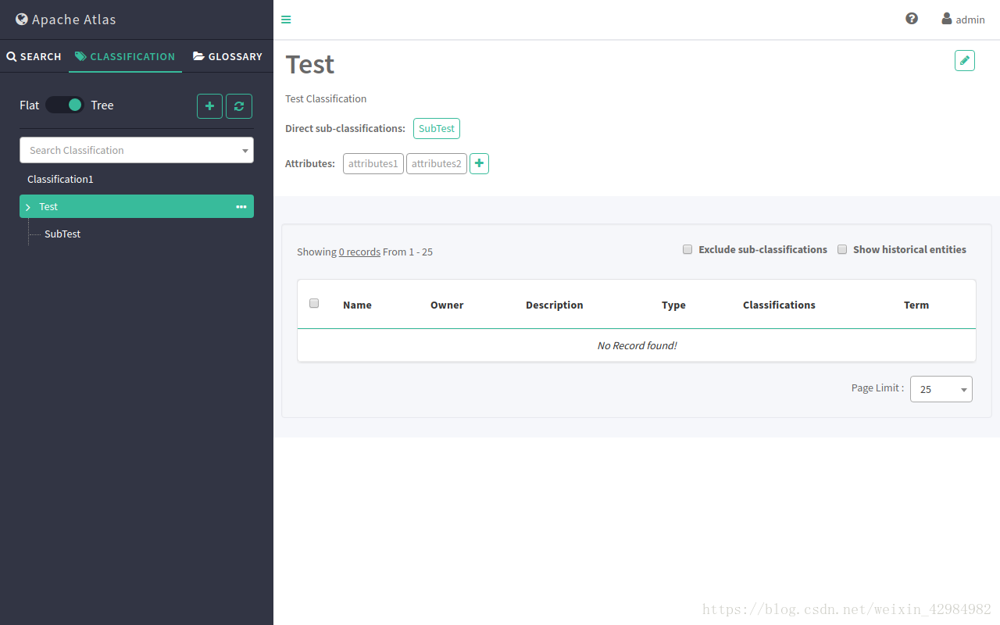 Apache Atlas
admin
SEARCH CLASSIFICATION GLOSSARY
Flat Tree
Search Classification
Classification1
Test
SubTest
Test
Test Classification
Direct sub-classifications: SubTest
Attributes: attributes1 attributes2
Showing 0 records From 1 - 25
Exclude sub-classifications Show historical entities
Name Owner Description Type Classifications Term
No Record found!
Page Limit : 25
https://blog.csdn.net/weixin_42984982